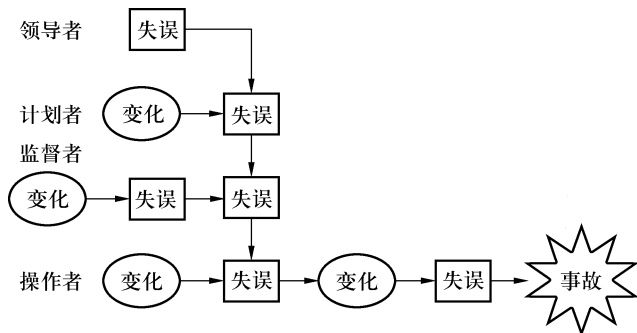 领导者 失误
计划者 变化 失误
监督者
变化 失误 失误
操作者 变化 失误 变化 失误 事故